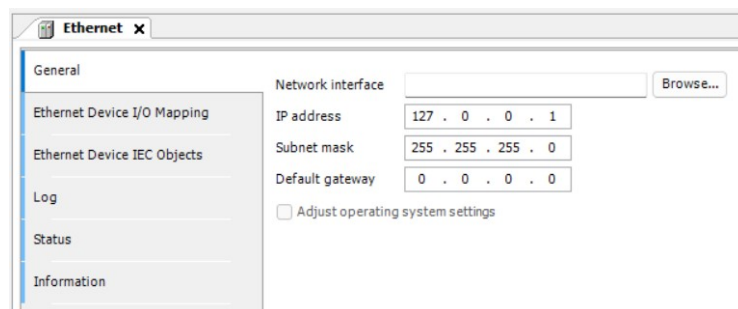 Ethernet
General
Network interface
Browse...
Ethernet Device I/O Mapping
IP address
127 . 0 . 0 . 1
Subnet mask
255 . 255 . 255 . 0
Ethernet Device IEC Objects
Default gateway
0 . 0 . 0 . 0
Log
Adjust operating system settings
Status
Information